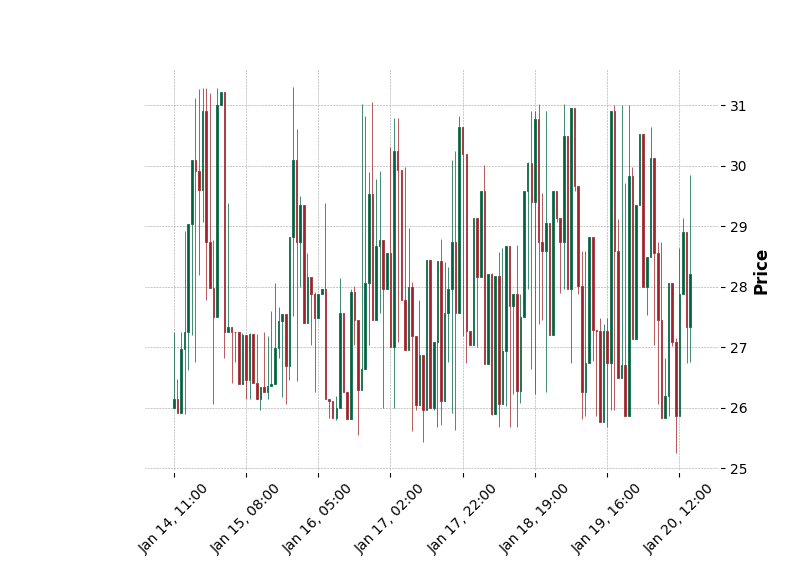 31
30
29
28
27
26
25
Price
Jan 14, 11:00
Jan 15, 08:00
Jan 16, 05:00
Jan 17, 02:00
Jan 17, 22:00
Jan 18, 19:00
Jan 19, 16:00
Jan 20, 12:00